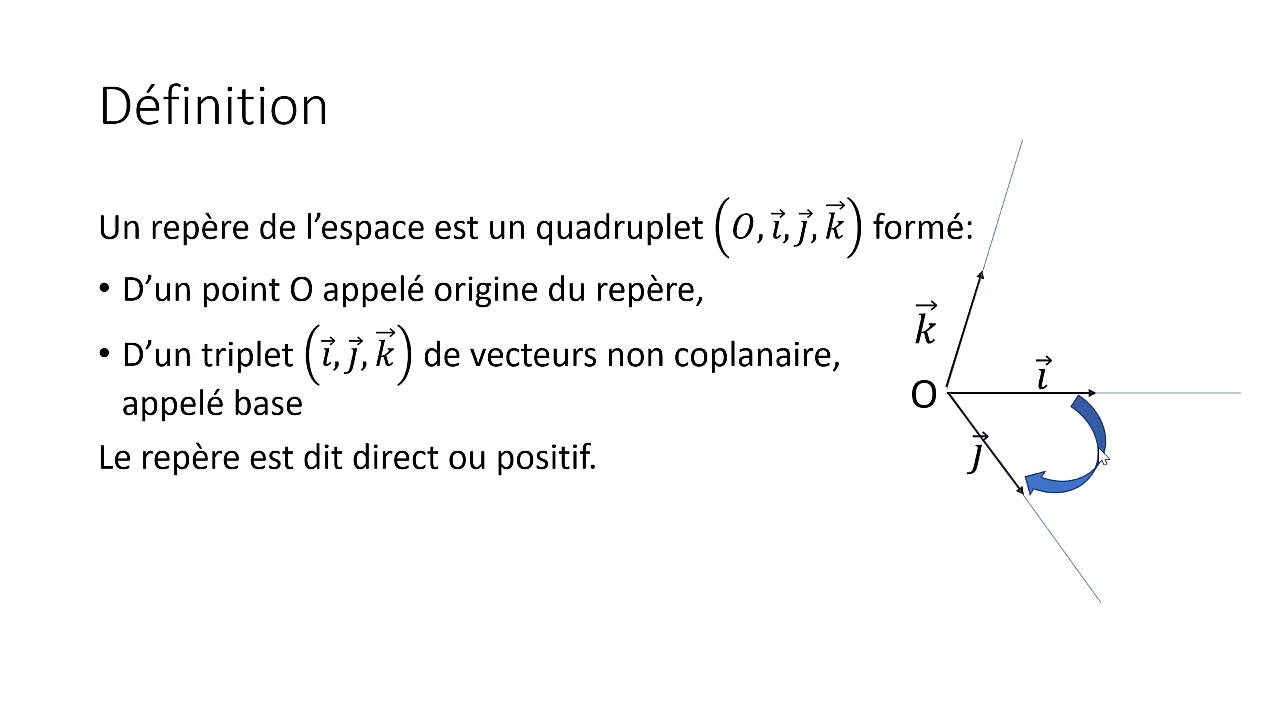 Définition
Un repère de l’espace est un quadruplet (O, i⃗, j⃗, k⃗) formé:
• D’un point O appelé origine du repère,
• D’un triplet (i⃗, j⃗, k⃗) de vecteurs non coplanaire,
appelé base
Le repère est dit direct ou positif.
k⃗
i⃗
O
j⃗